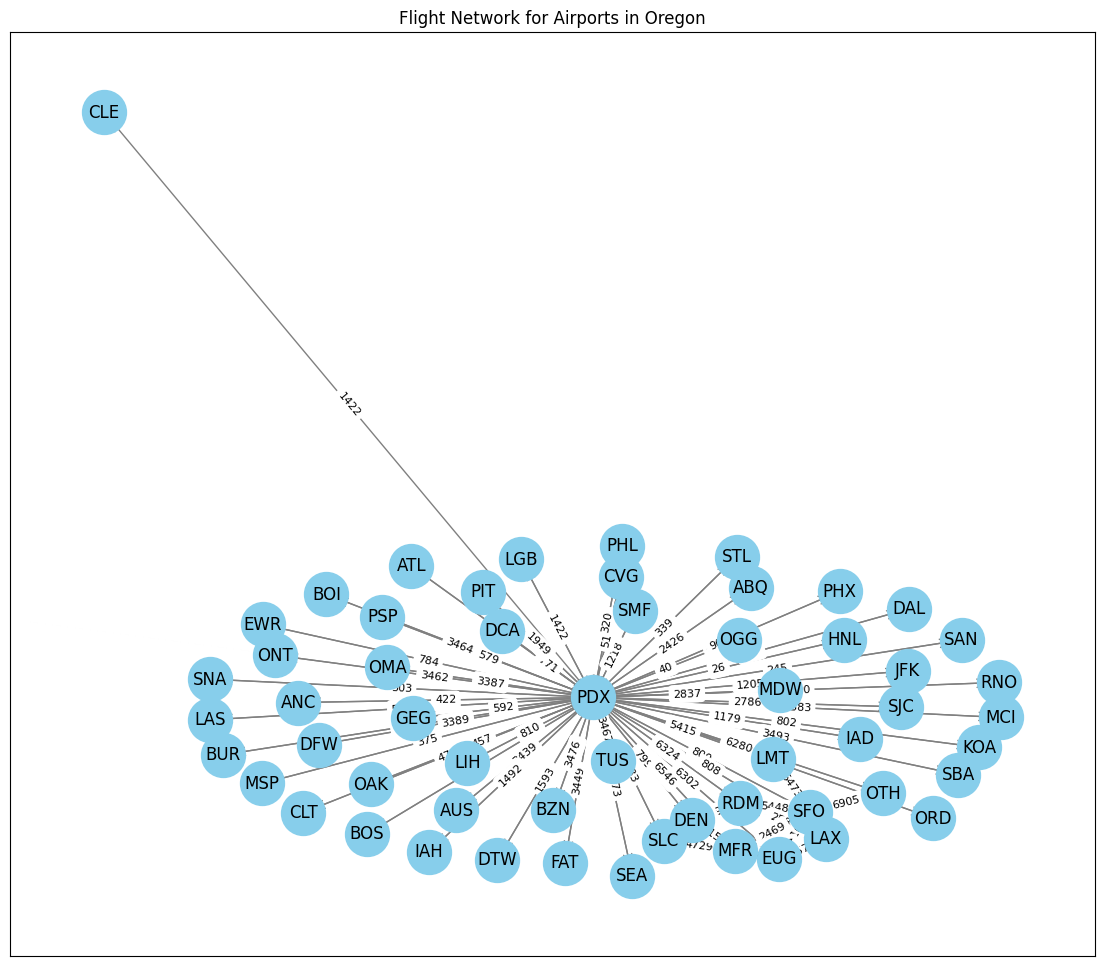 Flight Network for Airports in Oregon
CLE
1422
PHL
STL
LGB
ATL
CVG
ABQ
PIT
PHX
BOI
DAL
SMF
PSP
EWR
DCA
320
339
1422
OGG
HNL
SAN
2426
1949
ONT
3464
579
1218
784
OMA
40
26
JFK
SNA
3462
3387
RNO
MDW
PDX
2837
422
ANC
2786
SJC
592
LAS
GEG
1179
MCI
802
3389
375
810
5415
3493
IAD
DFW
BUR
6280
KOA
LIH
TUS
LMT
6324
808
3476
1492
SBA
MSP
OAK
6546
6302
3449
1593
OTH
6905
CLT
AUS
BZN
RDM
SFO
DEN
ORD
BOS
2469
SLC
LAX
4729
MFR
IAH
EUG
DTW
FAT
SEA